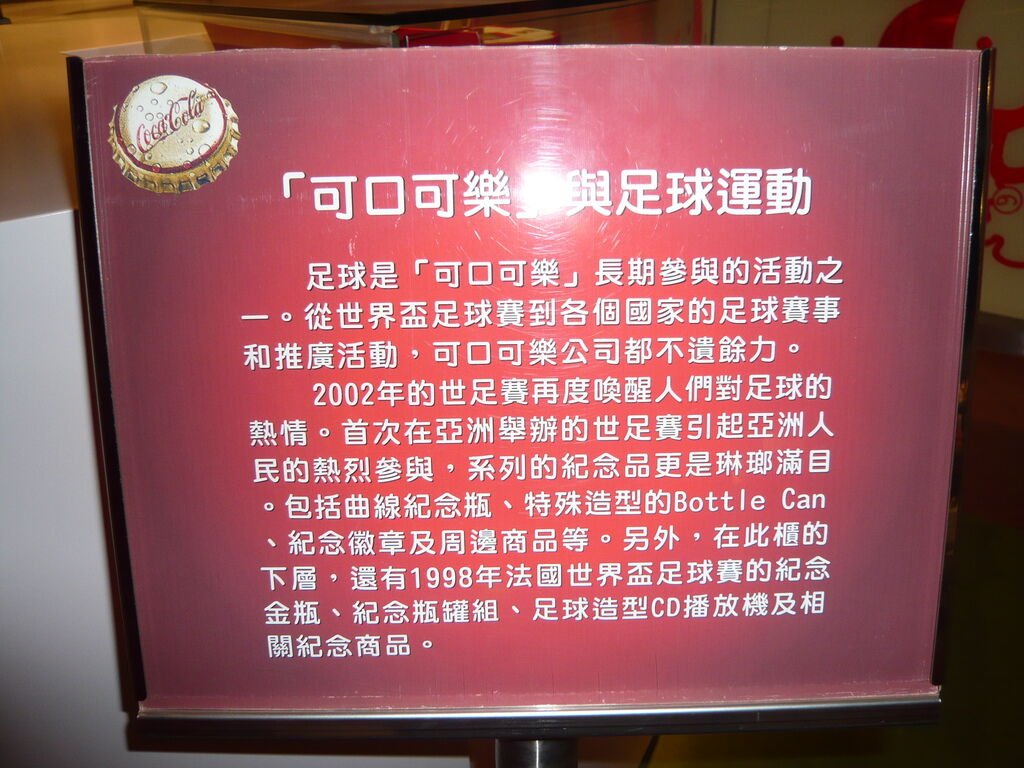 Coca-Cola
「可口可樂」與足球運動
足球是「可口可樂」長期參與的活動之
一。從世界盃足球賽到各個國家的足球賽事
和推廣活動，可口可樂公司都不遺餘力。
2002年的世足賽再度喚醒人們對足球的
熱情。首次在亞洲舉辦的世足賽引起亞洲人
民的熱烈參與，系列的紀念品更是琳瑯滿目
。包括曲線紀念瓶、特殊造型的Bottle Can
、紀念徽章及周邊商品等。另外，在此櫃的
下層，還有1998年法國世界盃足球賽的紀念
金瓶、紀念瓶罐組、足球造型CD播放機及相
關紀念商品。